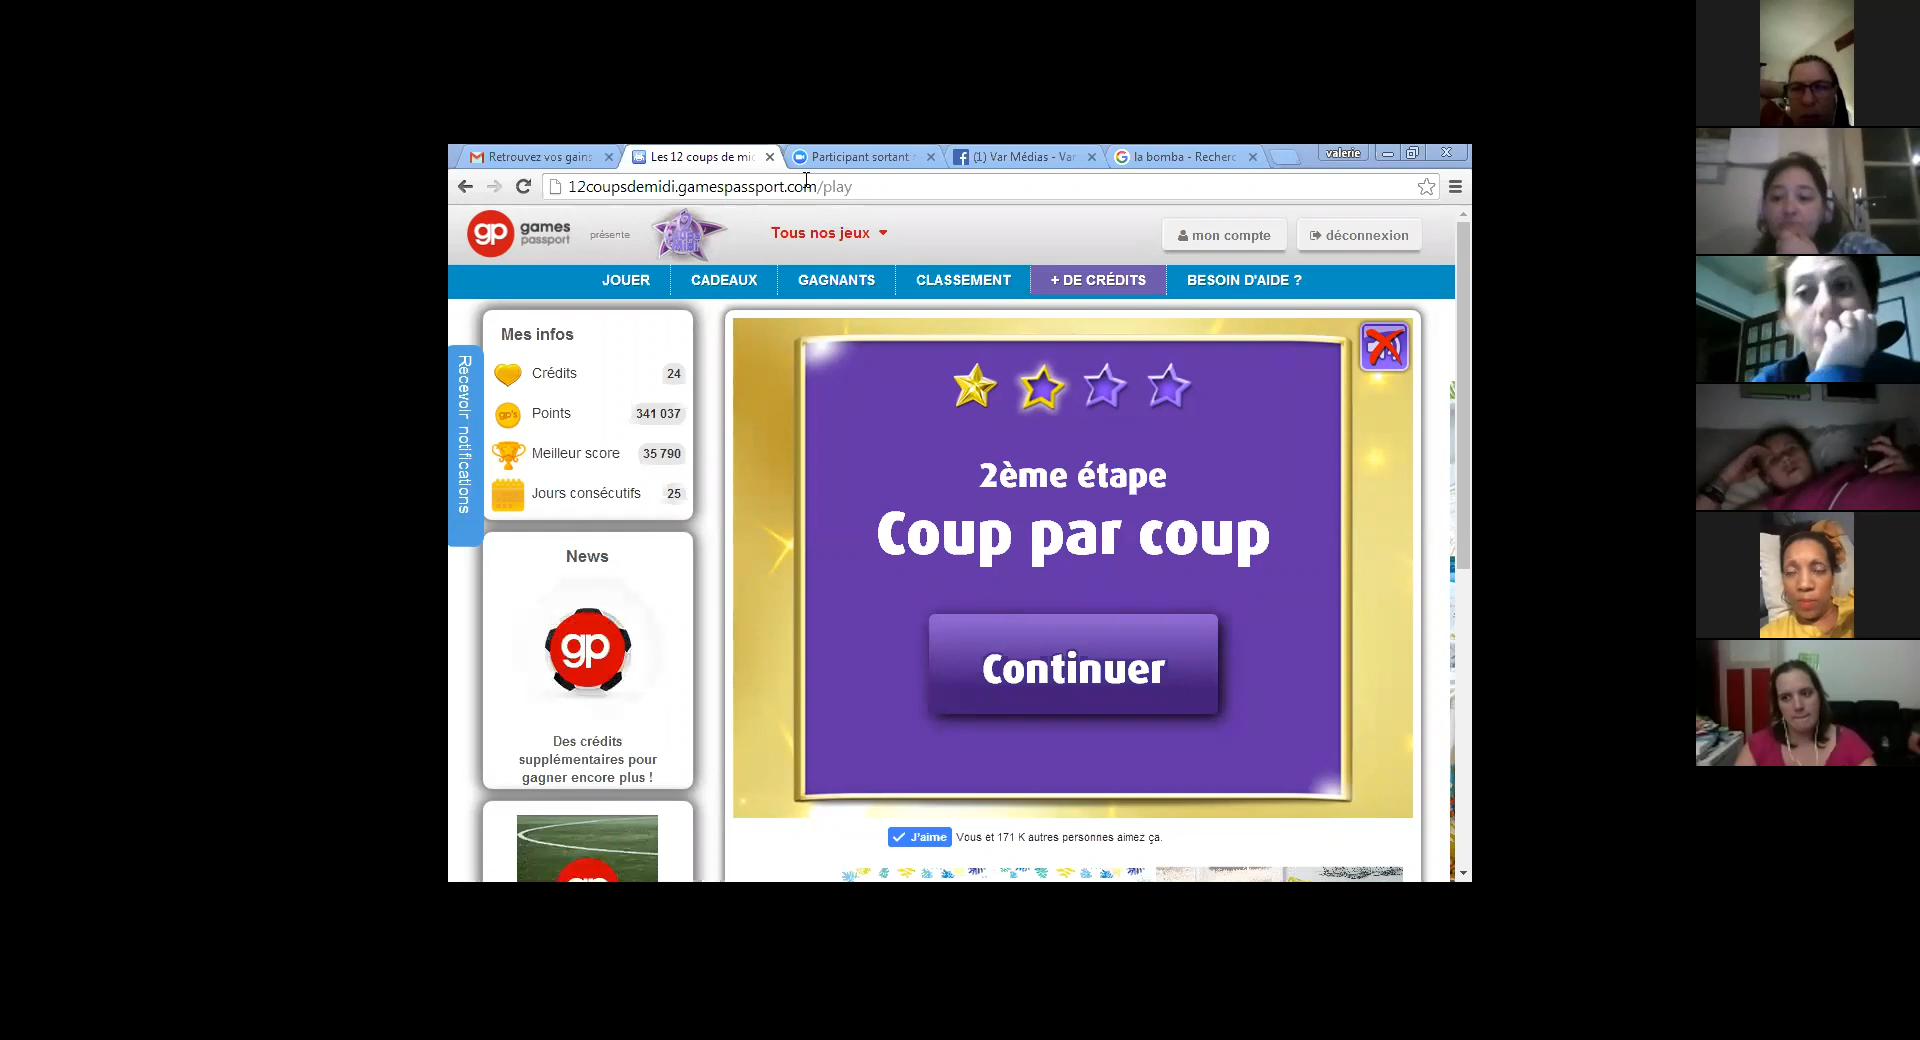 Retrouvez vos gains
Les 12 coups de mi
Participant sortant
(1) Var Médias - Var
la bomba - Recherc
valerie
12coupsdemidi.gamespassport.com/play
gp games passport
présente
Tous nos jeux
mon compte
déconnexion
JOUER
CADEAUX
GAGNANTS
CLASSEMENT
+ DE CRÉDITS
BESOIN D'AIDE ?
Recevoir notifications
Mes infos
Crédits 24
gp's Points 341 037
Meilleur score 35 790
Jours consécutifs 25
News
gp
Des crédits
supplémentaires pour
gagner encore plus !
2ème étape
Coup par coup
Continuer
J'aime Vous et 171 K autres personnes aimez ça.